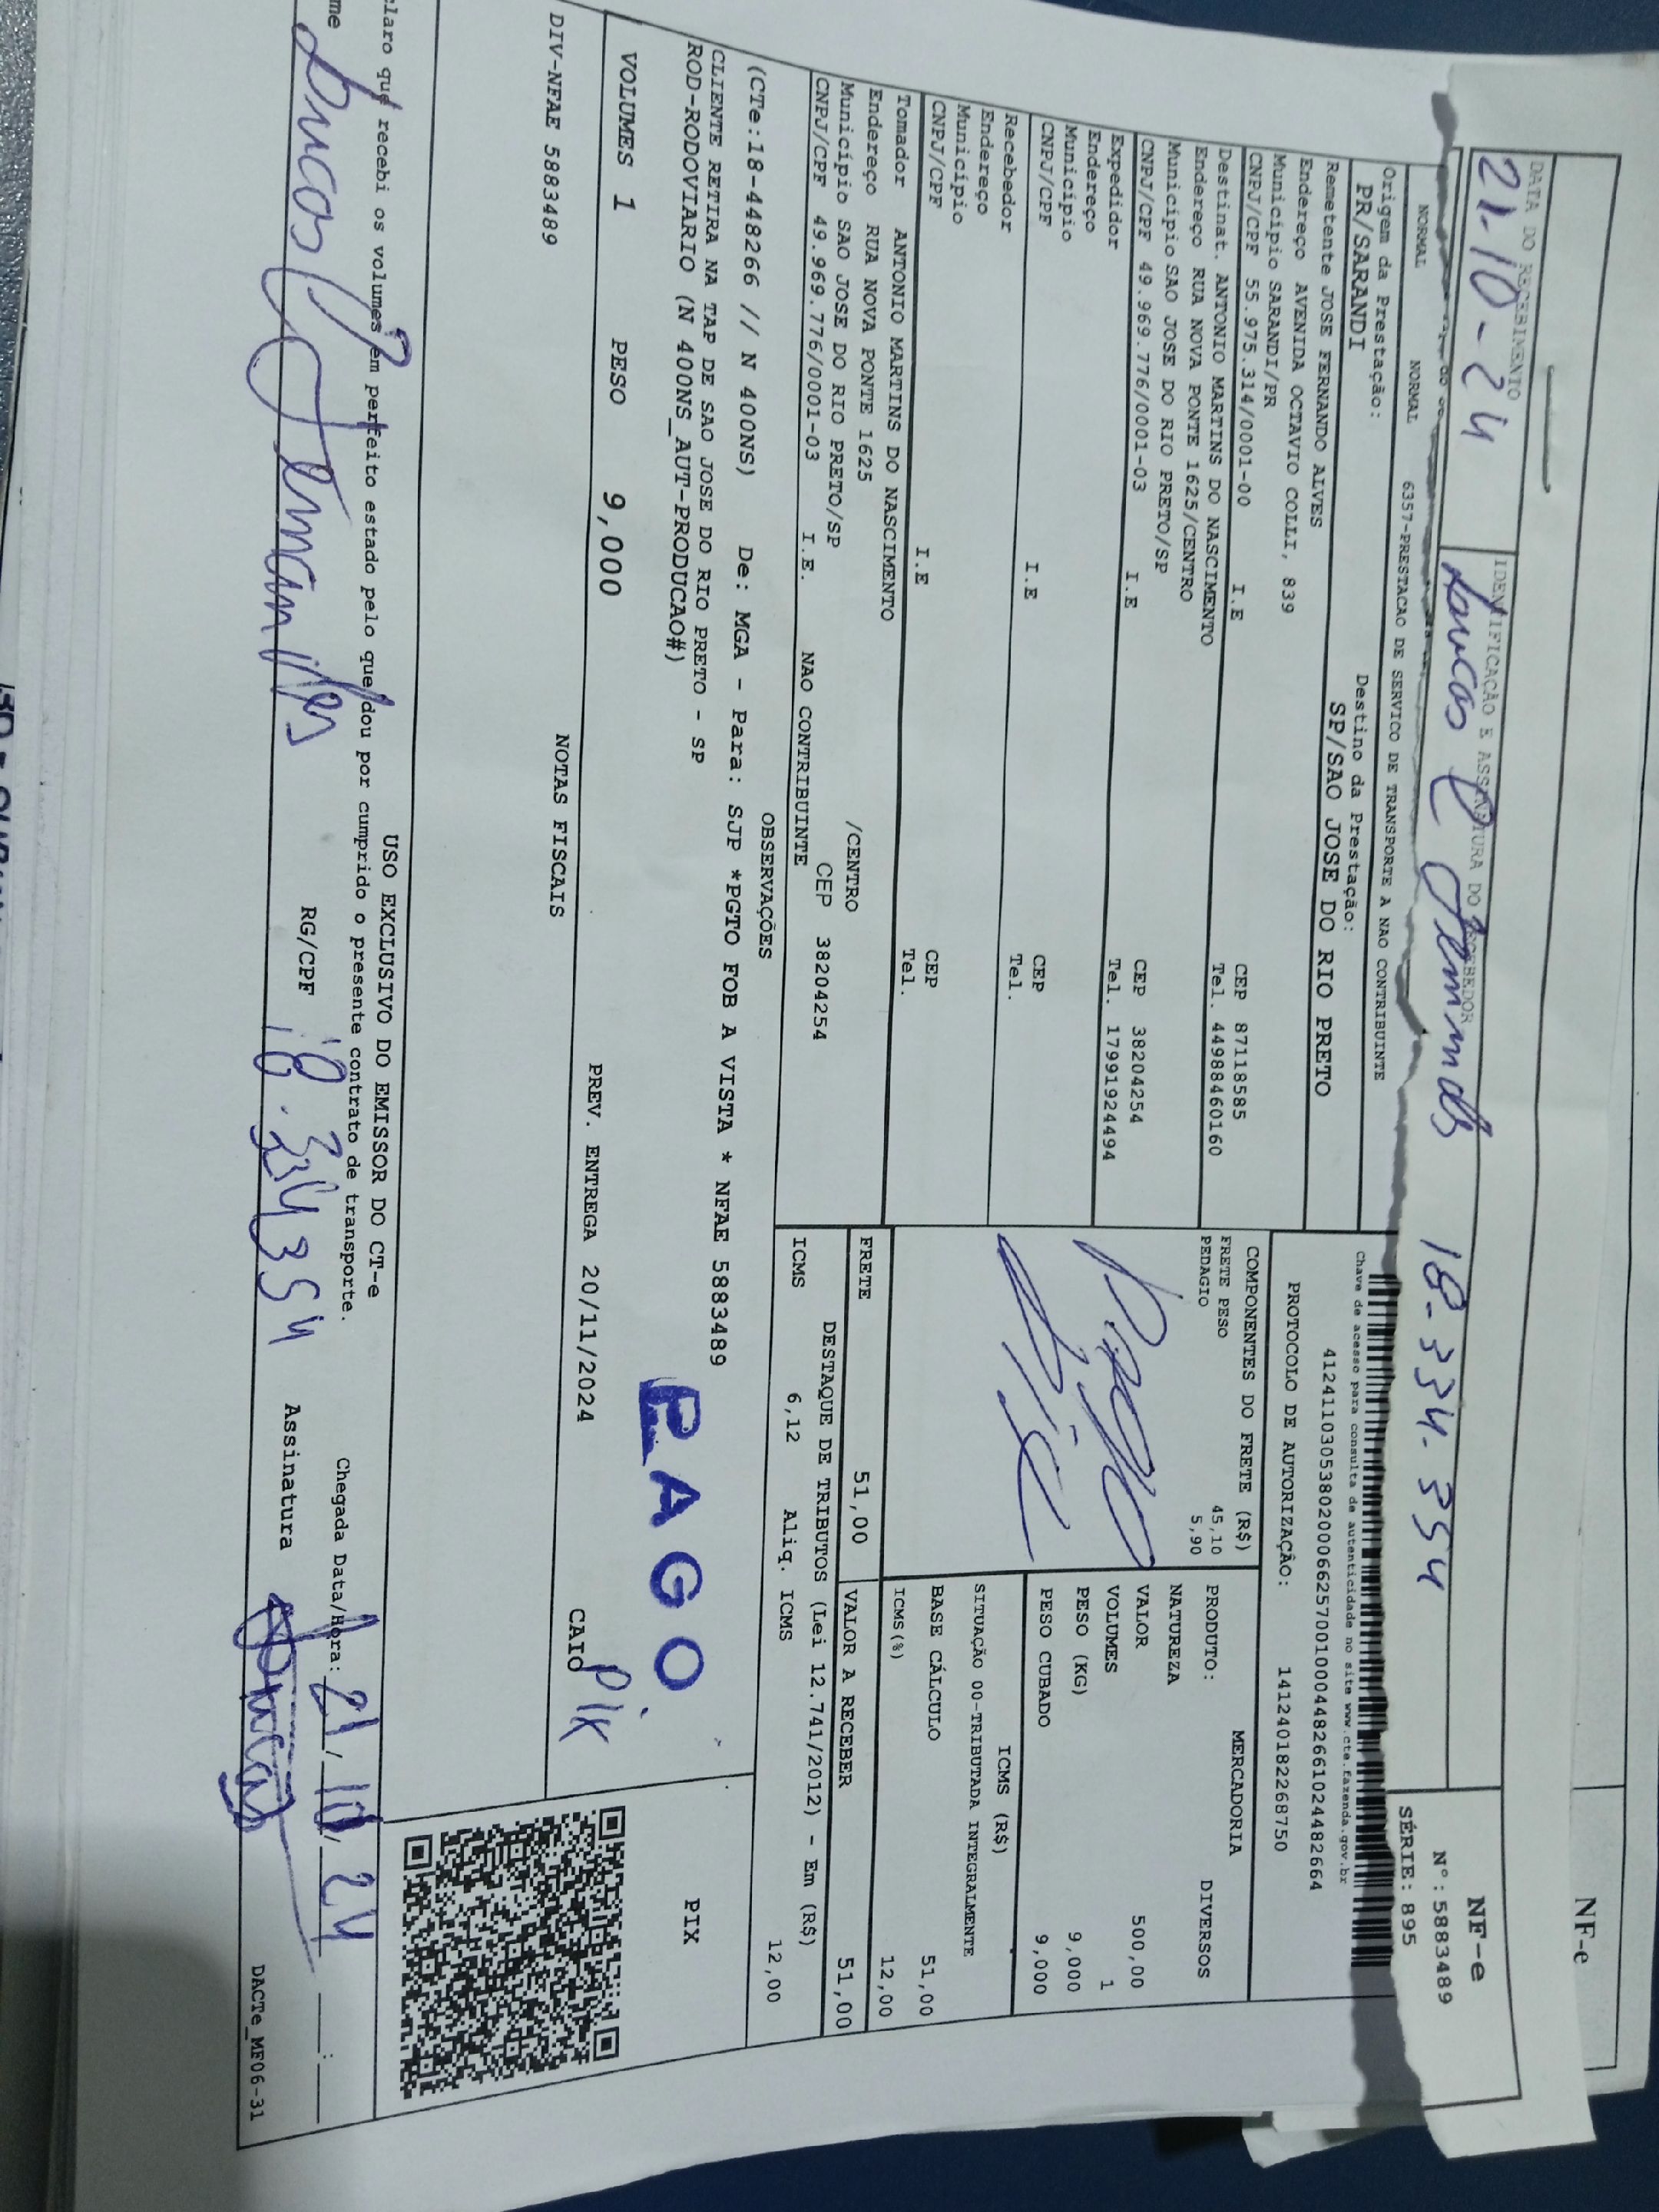 NF-e
DATA DO RECEBIMENTO
IDENTIFICAÇÃO E ASSINATURA DO RECEBEDOR
21-10-24
18-334.354
NF-e
Nº:5883489
SÉRIE: 895
NORMAL NORMAL 6357-PRESTACAO DE SERVICO DE TRANSPORTE A NAO CONTRIBUINTE
Origem da Prestação: Destino da Prestação:
PR/SARANDI SP/SAO JOSE DO RIO PRETO
Chave de acesso para consulta de autenticidade no site www.cte.fazenda.gov.br
41241103053802000662570010004482661024482664
PROTOCOLO DE AUTORIZAÇÃO: 141240182268750
Remetente JOSE FERNANDO ALVES
Endereço AVENIDA OCTAVIO COLLI, 839
Município SARANDI/PR CEP 87118585
CNPJ/CPF 55.975.314/0001-00 I.E Tel. 44988460160
Destinat. ANTONIO MARTINS DO NASCIMENTO
Endereço RUA NOVA PONTE 1625/CENTRO
Município SAO JOSE DO RIO PRETO/SP CEP 38204254
CNPJ/CPF 49.969.776/0001-03 I.E Tel. 17991924494
Expedidor
Endereço
Município CEP
CNPJ/CPF I.E Tel.
Recebedor
Endereço
Município CEP
CNPJ/CPF I.E Tel.
Tomador ANTONIO MARTINS DO NASCIMENTO
Endereço RUA NOVA PONTE 1625 /CENTRO
Município SAO JOSE DO RIO PRETO/SP CEP 38204254
CNPJ/CPF 49.969.776/0001-03 I.E. NAO CONTRIBUINTE
COMPONENTES DO FRETE (R$)
FRETE PESO 45,10
PEDAGIO 5,90
Pago
Pix
MERCADORIA
PRODUTO: DIVERSOS
NATUREZA
VALOR 500,00
VOLUMES 1
PESO (KG) 9,000
PESO CUBADO 9,000
ICMS (R$)
SITUAÇÃO 00-TRIBUTADA INTEGRALMENTE
BASE CÁLCULO 51,00
ICMS(%) 12,00
FRETE 51,00 VALOR A RECEBER 51,00
DESTAQUE DE TRIBUTOS (Lei 12.741/2012) - Em (R$)
ICMS 6,12 Aliq. ICMS 12,00
OBSERVAÇÕES
(CTe:18-448266 // N 400NS) De: MGA - Para: SJP *PGTO FOB A VISTA * NFAE 5883489
CLIENTE RETIRA NA TAP DE SAO JOSE DO RIO PRETO - SP
ROD-RODOVIARIO (N 400NS_AUT-PRODUCAO#)
PAGO
PIX
VOLUMES 1 PESO 9,000 PREV. ENTREGA 20/11/2024 CAIO
Pix
NOTAS FISCAIS
DIV-NFAE 5883489
USO EXCLUSIVO DO EMISSOR DO CT-e
claro que recebi os volumes em perfeito estado pelo que dou por cumprido o presente contrato de transporte.
Chegada Data/Hora: 21/10/24 __:__
me RG/CPF 18.334354 Assinatura
DACTe_MF06-31